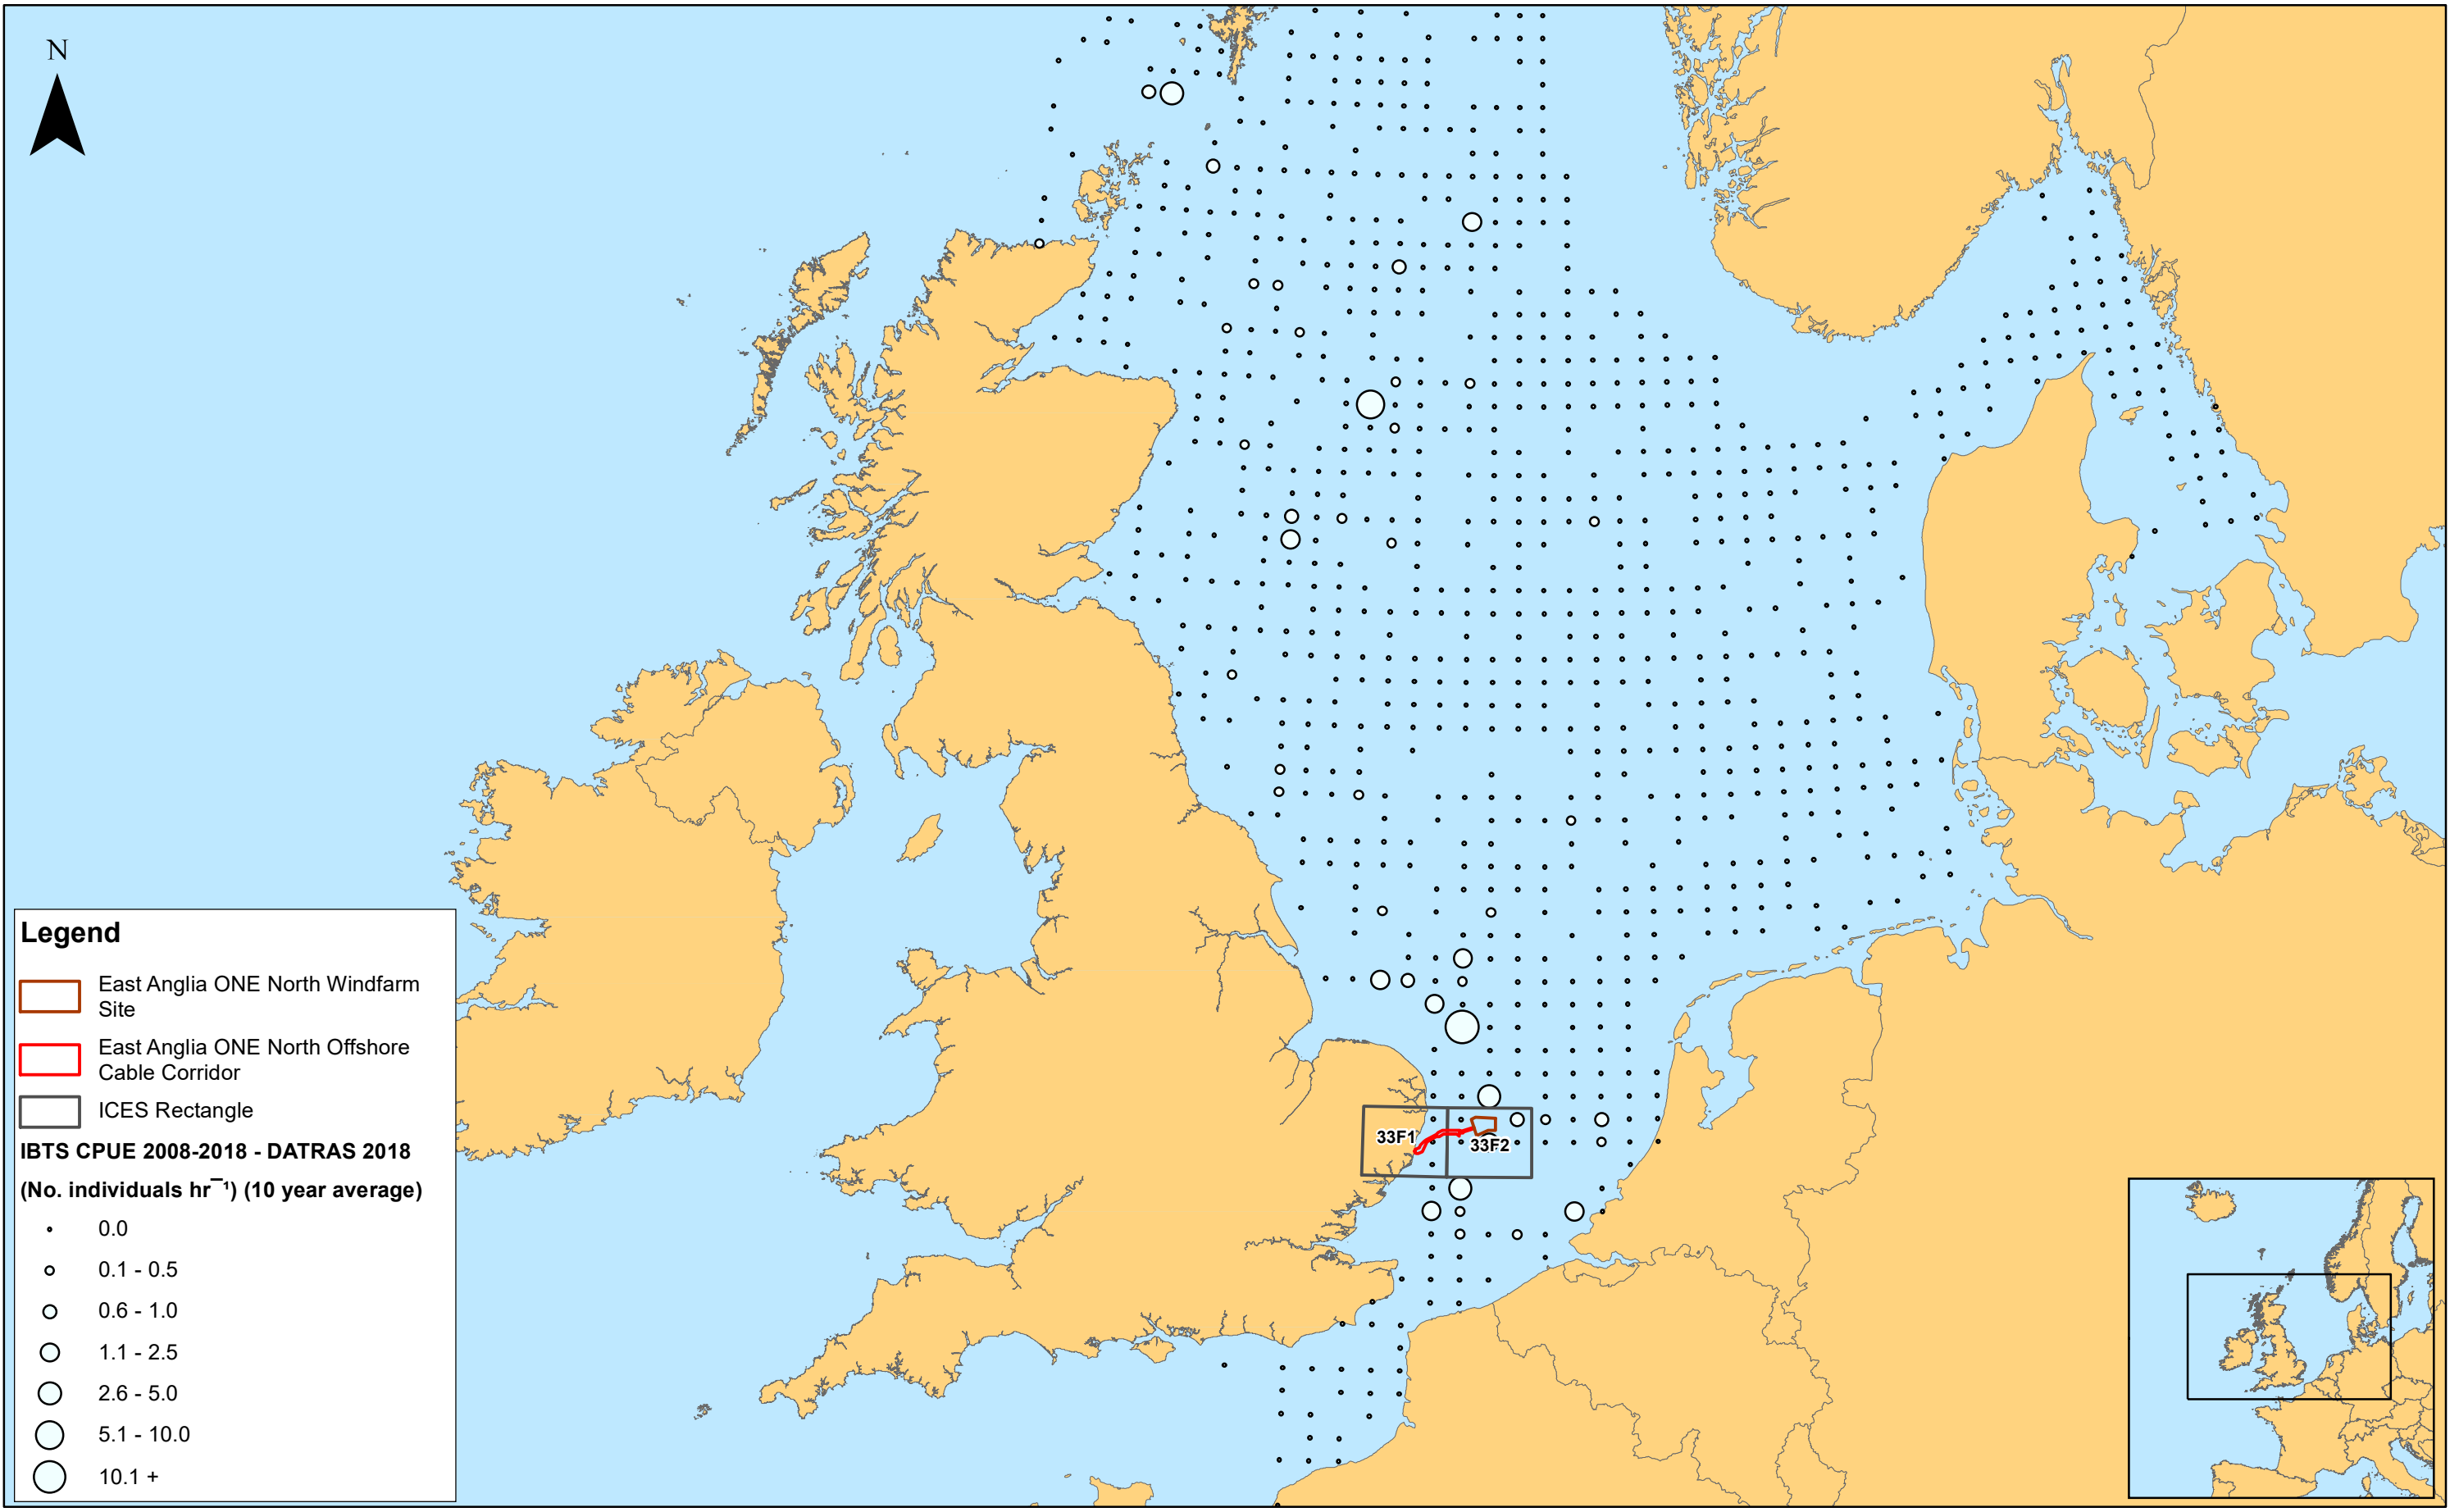 N
33F1
33F2
Legend
East Anglia ONE North Windfarm
Site
East Anglia ONE North Offshore
Cable Corridor
ICES Rectangle
IBTS CPUE 2008-2018 - DATRAS 2018
(No. individuals hr¯¹) (10 year average)
0.0
0.1 - 0.5
0.6 - 1.0
1.1 - 2.5
2.6 - 5.0
5.1 - 10.0
10.1 +